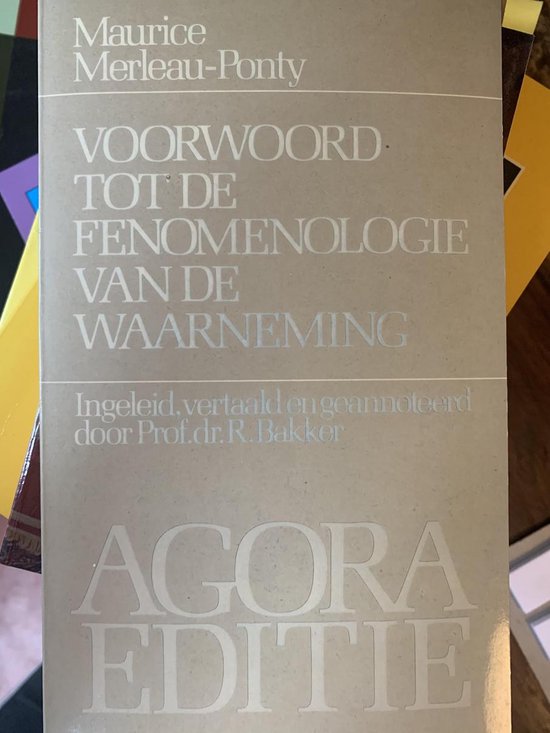 Maurice
Merleau-Ponty
VOORWOORD
TOT DE
FENOMENOLOGIE
VAN DE
WAARNEMING
Ingeleid, vertaald en geannoteerd
door Prof. dr. R. Bakker
AGORA
EDITIE